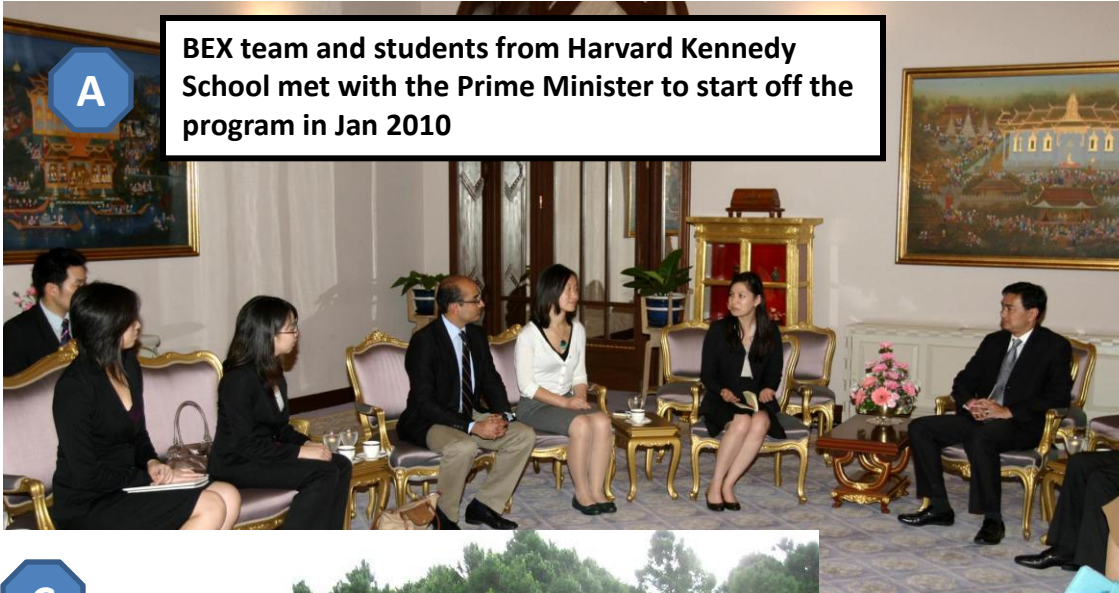 A
BEX team and students from Harvard Kennedy
School met with the Prime Minister to start off the
program in Jan 2010